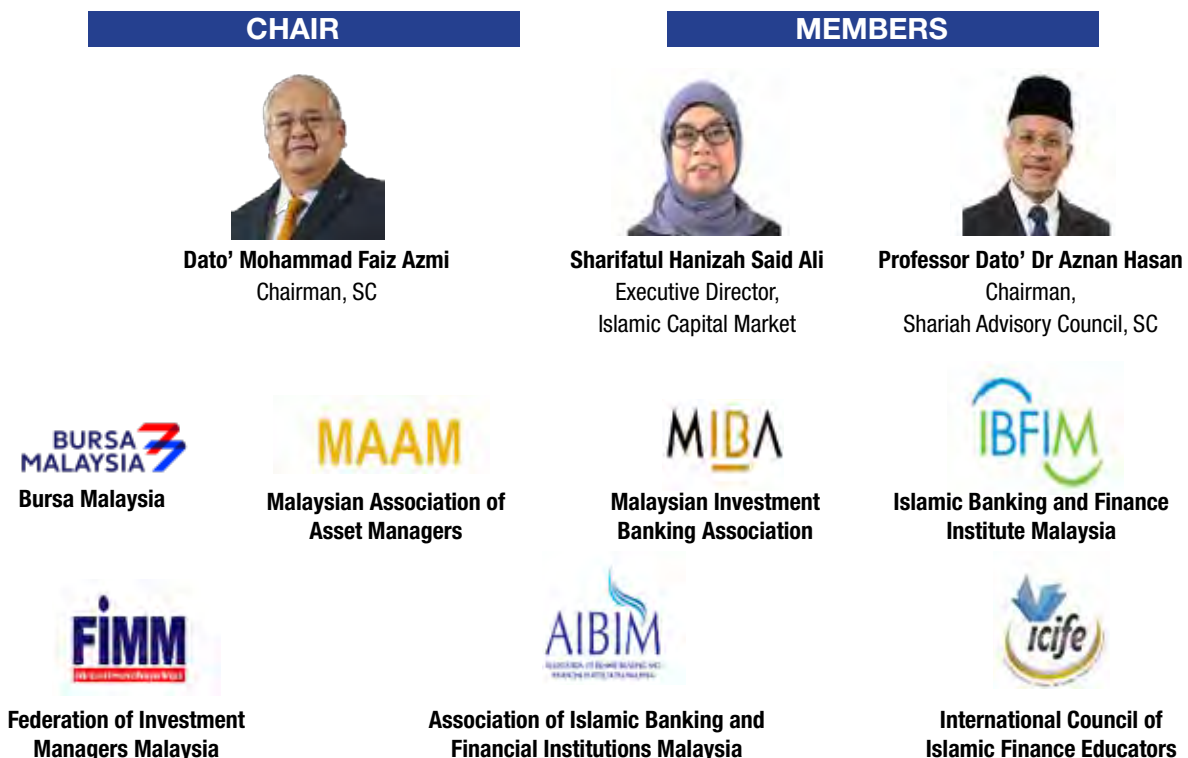 CHAIR
MEMBERS
Dato’ Mohammad Faiz Azmi
Chairman, SC
Sharifatul Hanizah Said Ali
Executive Director,
Islamic Capital Market
Professor Dato’ Dr Aznan Hasan
Chairman,
Shariah Advisory Council, SC
BURSA
MALAYSIA
Bursa Malaysia
MAAM
Malaysian Association of
Asset Managers
MIBA
Malaysian Investment
Banking Association
IBFIM
Islamic Banking and Finance
Institute Malaysia
FIMM
Federation of Investment
Managers Malaysia
AIBIM
Association of Islamic Banking and
Financial Institutions Malaysia
icife
International Council of
Islamic Finance Educators